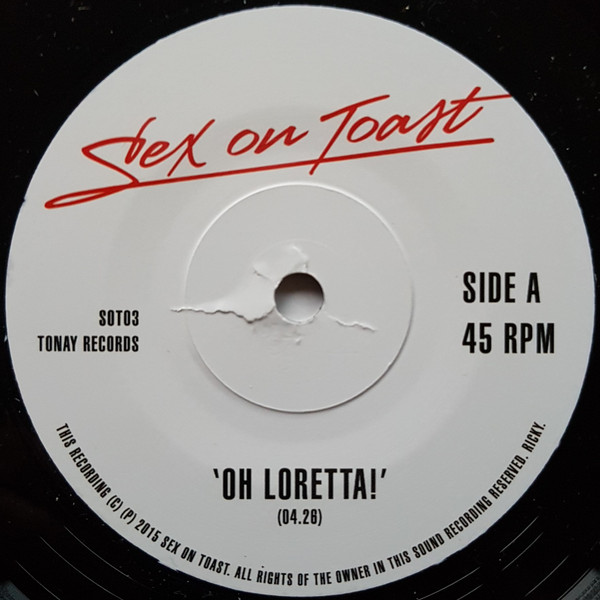 Sex on Toast
SIDE A
45 RPM
SOT03
TONAY RECORDS
'OH LORETTA!'
(04.26)
THIS RECORDING (C) (P) 2015 SEX ON TOAST. ALL RIGHTS OF THE OWNER IN THIS SOUND RECORDING RESERVED. RICKY.